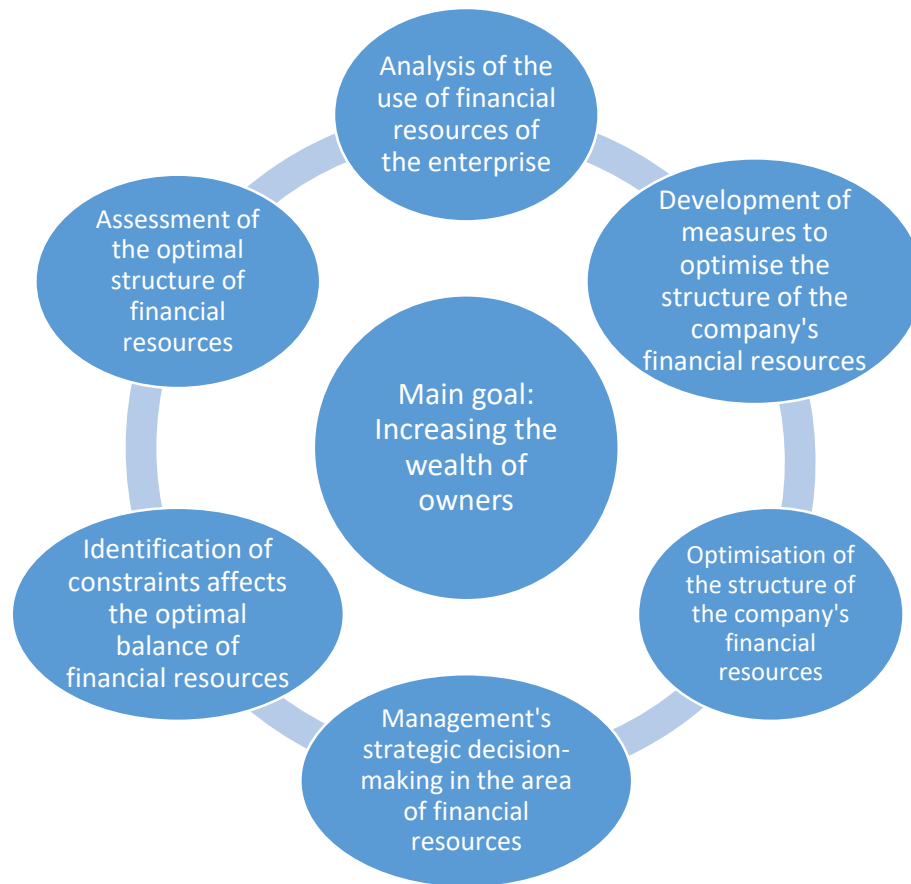 Analysis of the
use of financial
resources of
the enterprise
Development of
measures to
optimise the
structure of the
company's
financial resources
Optimisation of
the structure of
the company's
financial
resources
Management's
strategic decision-
making in the area
of financial
resources
Identification of
constraints affects
the optimal
balance of
financial resources
Assessment of
the optimal
structure of
financial
resources
Main goal:
Increasing the
wealth of
owners